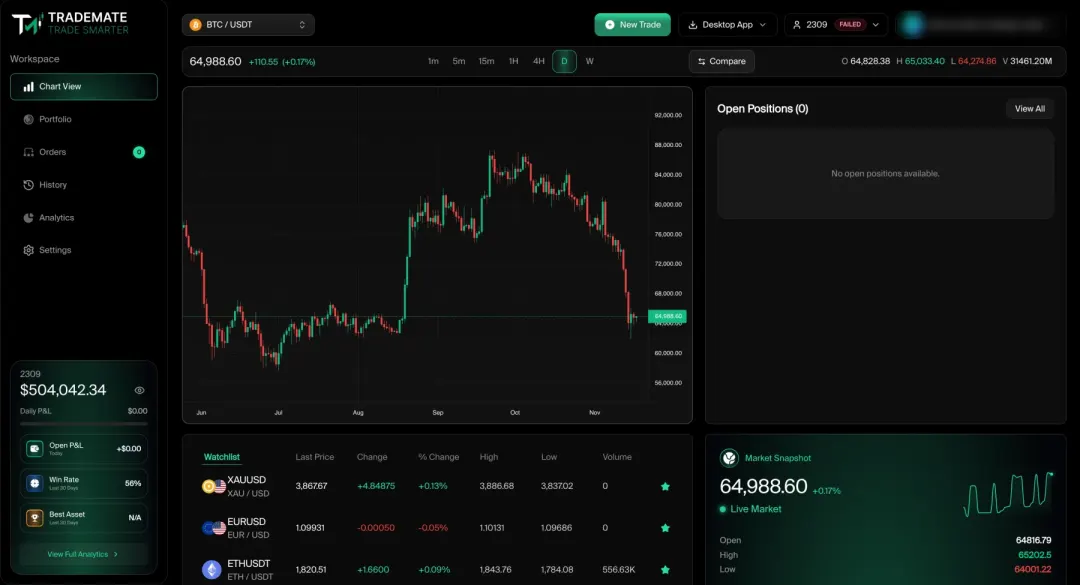 TRADEMATE
TRADE SMARTER
BTC / USDT
New Trade
Desktop App
2309 FAILED
Workspace
Chart View
Portfolio
Orders 0
History
Analytics
Settings
64,988.60 +110.55 (+0.17%)
1m 5m 15m 1H 4H D W
Compare
O 64,828.38 H 65,033.40 L 64,274.86 V 31461.20M
92,000.00
88,000.00
84,000.00
80,000.00
76,000.00
72,000.00
68,000.00
64,988.60
64,000.00
60,000.00
56,000.00
Jun Jul Aug Sep Oct Nov
Open Positions (0)
View All
No open positions available.
2309
$504,042.34
Daily P&L $0.00
Open P&L
Today
+$0.00
Win Rate
Last 30 Days
56%
Best Asset
Last 30 Days
N/A
View Full Analytics >
Watchlist Last Price Change % Change High Low Volume
XAUUSD
XAU / USD
3,867.67 +4.84875 +0.13% 3,886.68 3,837.02 0
EURUSD
EUR / USD
1.09931 -0.00050 -0.05% 1.10131 1.09686 0
ETHUSDT
ETH / USDT
1,820.51 +1.6600 +0.09% 1,843.76 1,784.08 556.63K
Market Snapshot
64,988.60 +0.17%
Live Market
Open 64816.79
High 65202.5
Low 64001.22